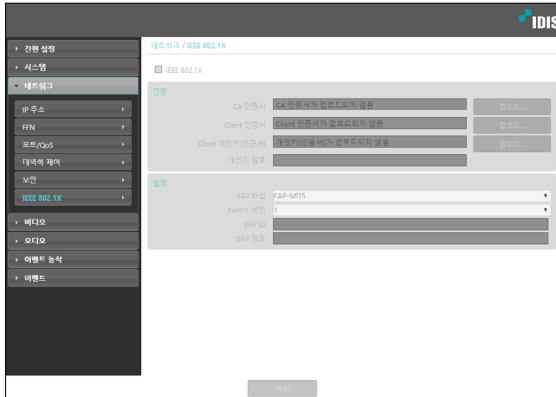 IDIS
간편 설정
시스템
네트워크
IP 주소
FEN
포트/QoS
대역폭 제어
보안
IEEE 802.1X
비디오
오디오
이벤트 동작
이벤트
네트워크 / IEEE 802.1X
IEEE 802.1X
인증
CA 인증서 CA 인증서가 업로드되지 않음 업로드...
Client 인증서 Client 인증서가 업로드되지 않음 업로드...
Client 개인키(인증서) 개인키(인증서)가 업로드되지 않음 업로드...
개인키 암호
설정
EAP 타입 EAP-MD5
EAPOL 버전 1
EAP ID
EAP 암호
저장